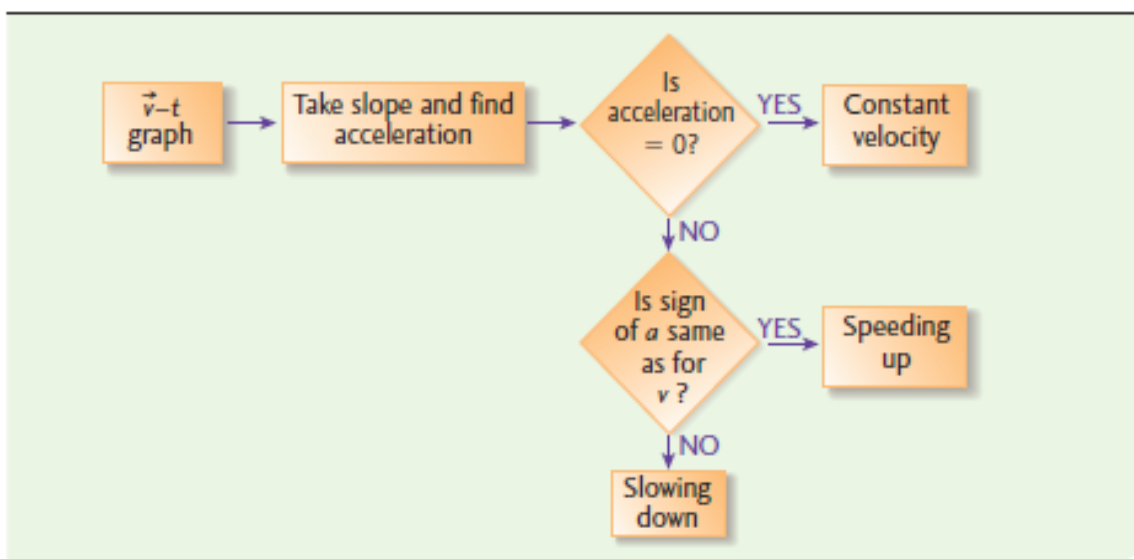 v⃗–t
graph
Take slope and find
acceleration
Is
acceleration
= 0?
YES
Constant
velocity
NO
Is sign
of a same
as for
v ?
YES
Speeding
up
NO
Slowing
down